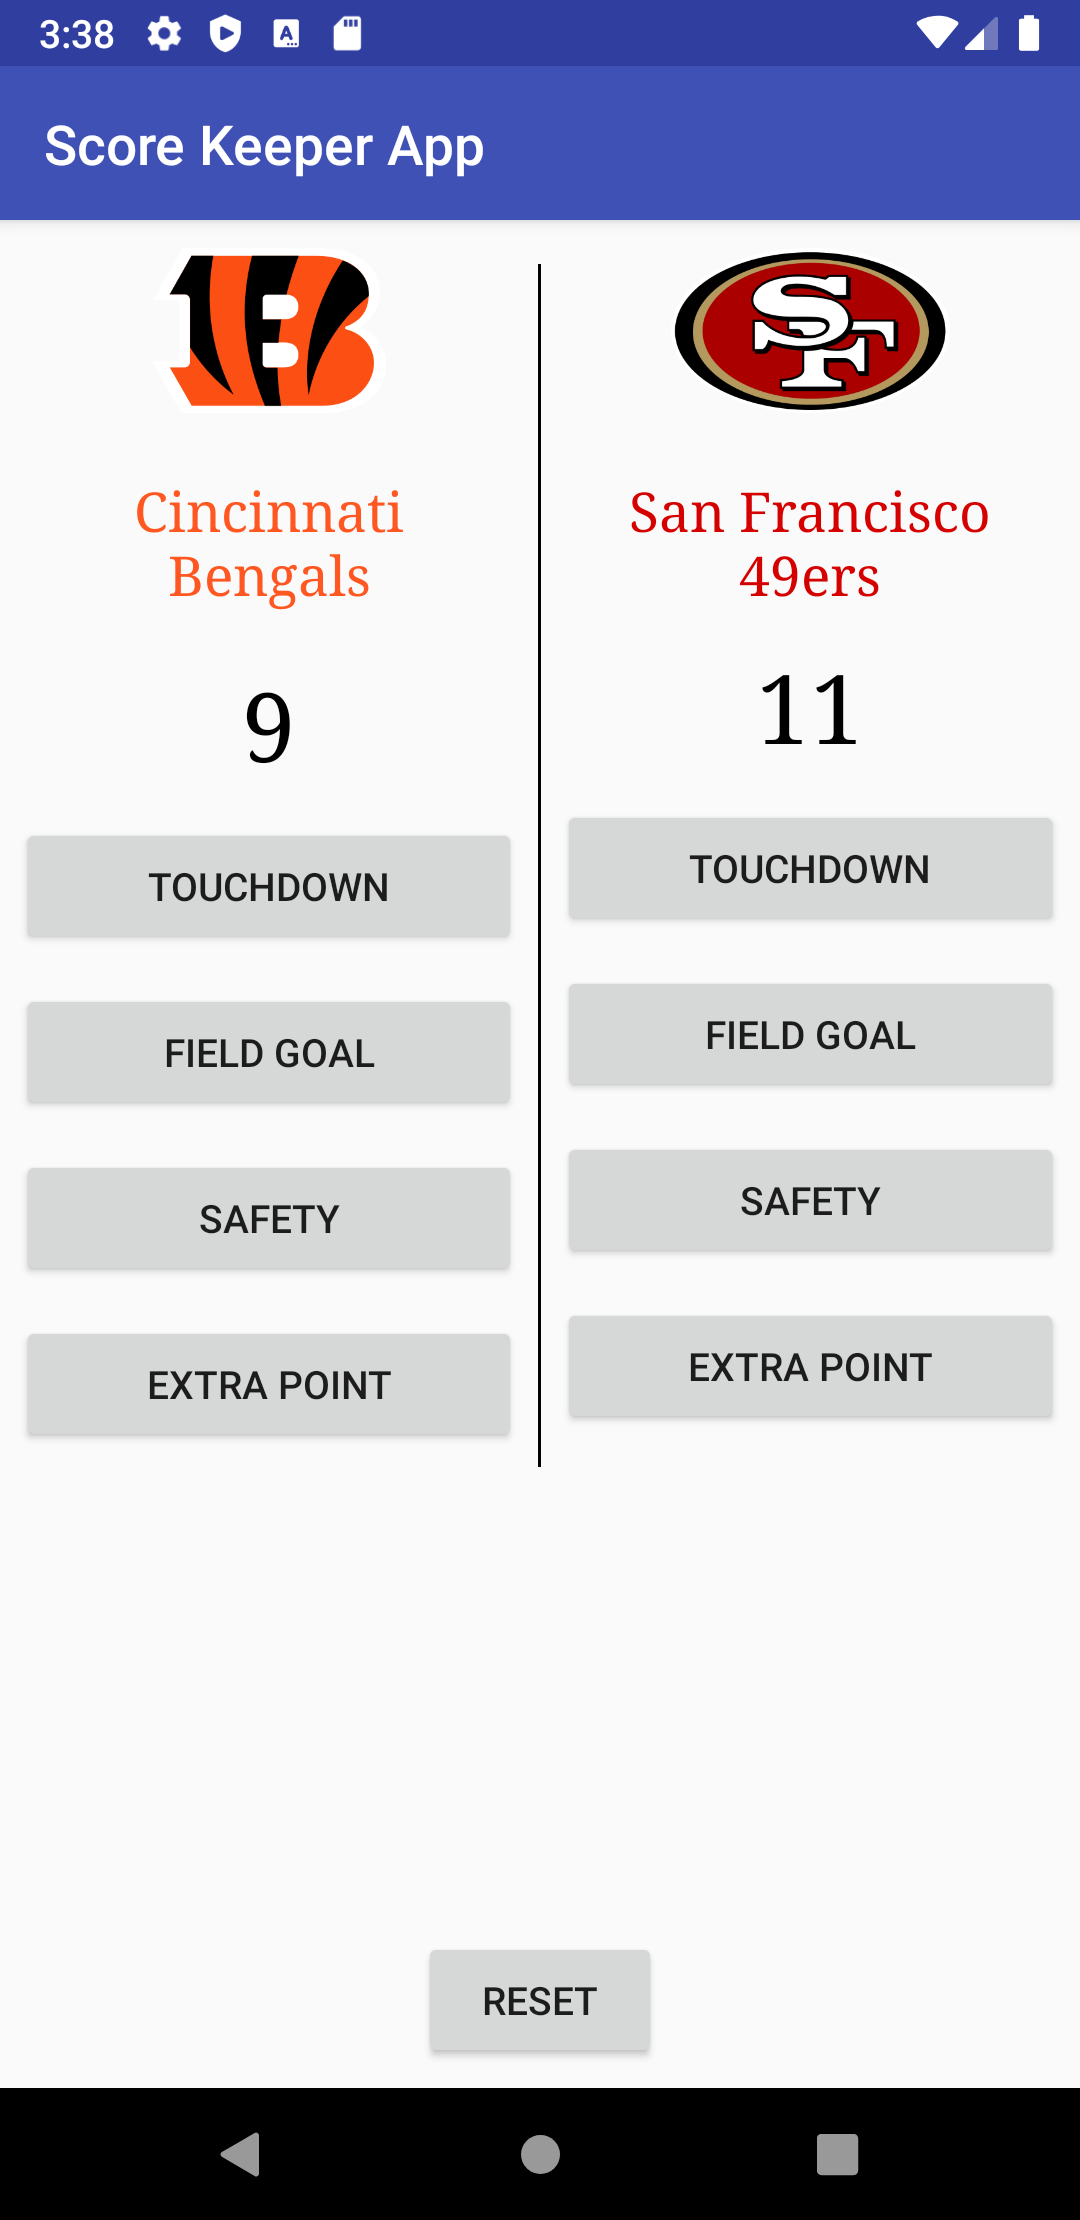 3:38
Score Keeper App
Cincinnati
Bengals
9
TOUCHDOWN
FIELD GOAL
SAFETY
EXTRA POINT
SF
San Francisco
49ers
11
TOUCHDOWN
FIELD GOAL
SAFETY
EXTRA POINT
RESET